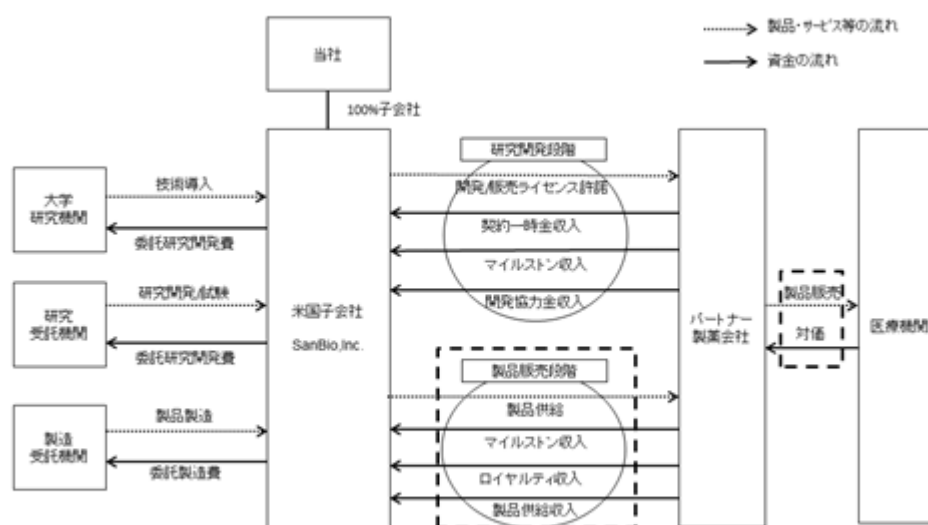 製品・サービス等の流れ
資金の流れ
当社
100%子会社
大学
研究機関
技術導入
委託研究開発費
研究
受託機関
研究開発/試験
委託研究開発費
製造
受託機関
製品製造
委託製造費
米国子会社
SanBio,Inc.
研究開発段階
開発/販売ライセンス許諾
契約一時金収入
マイルストン収入
開発協力金収入
製品販売段階
製品供給
マイルストン収入
ロイヤルティ収入
製品供給収入
パートナー
製薬会社
製品販売
対価
医療機関